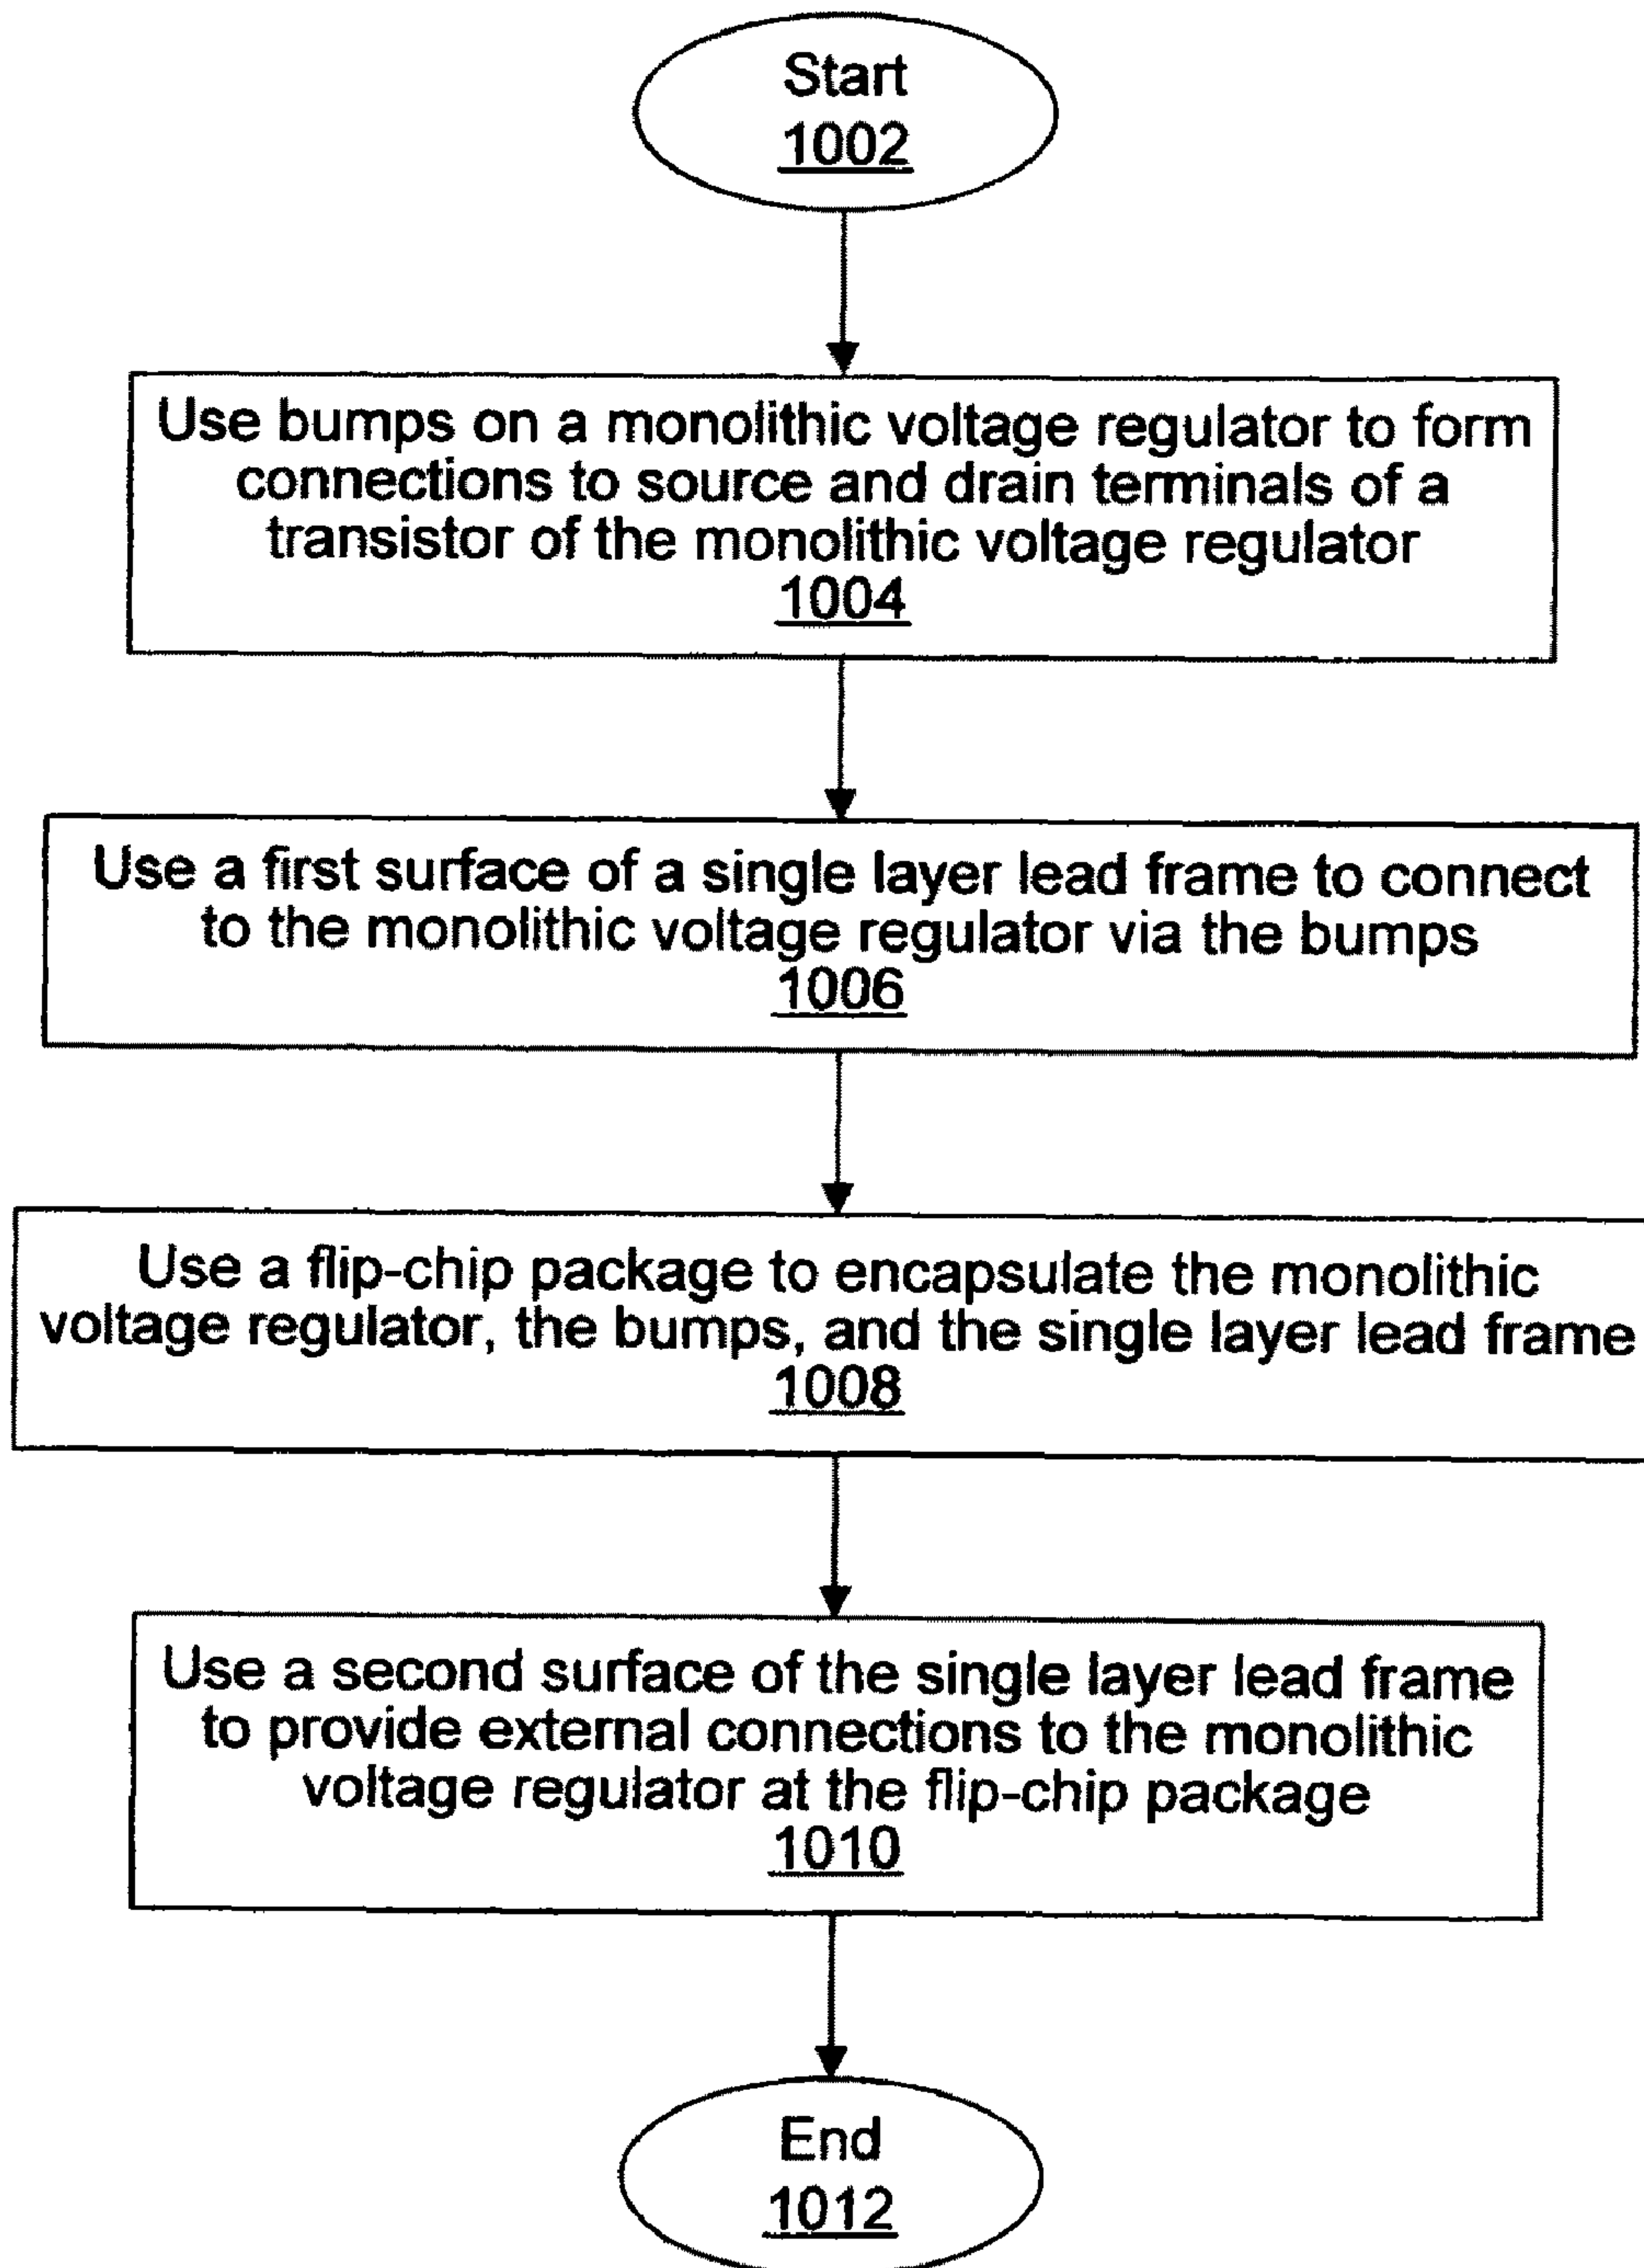 Start
1002
Use bumps on a monolithic voltage regulator to form
connections to source and drain terminals of a
transistor of the monolithic voltage regulator
1004
Use a first surface of a single layer lead frame to connect
to the monolithic voltage regulator via the bumps
1006
Use a flip-chip package to encapsulate the monolithic
voltage regulator, the bumps, and the single layer lead frame
1008
Use a second surface of the single layer lead frame
to provide external connections to the monolithic
voltage regulator at the flip-chip package
1010
End
1012